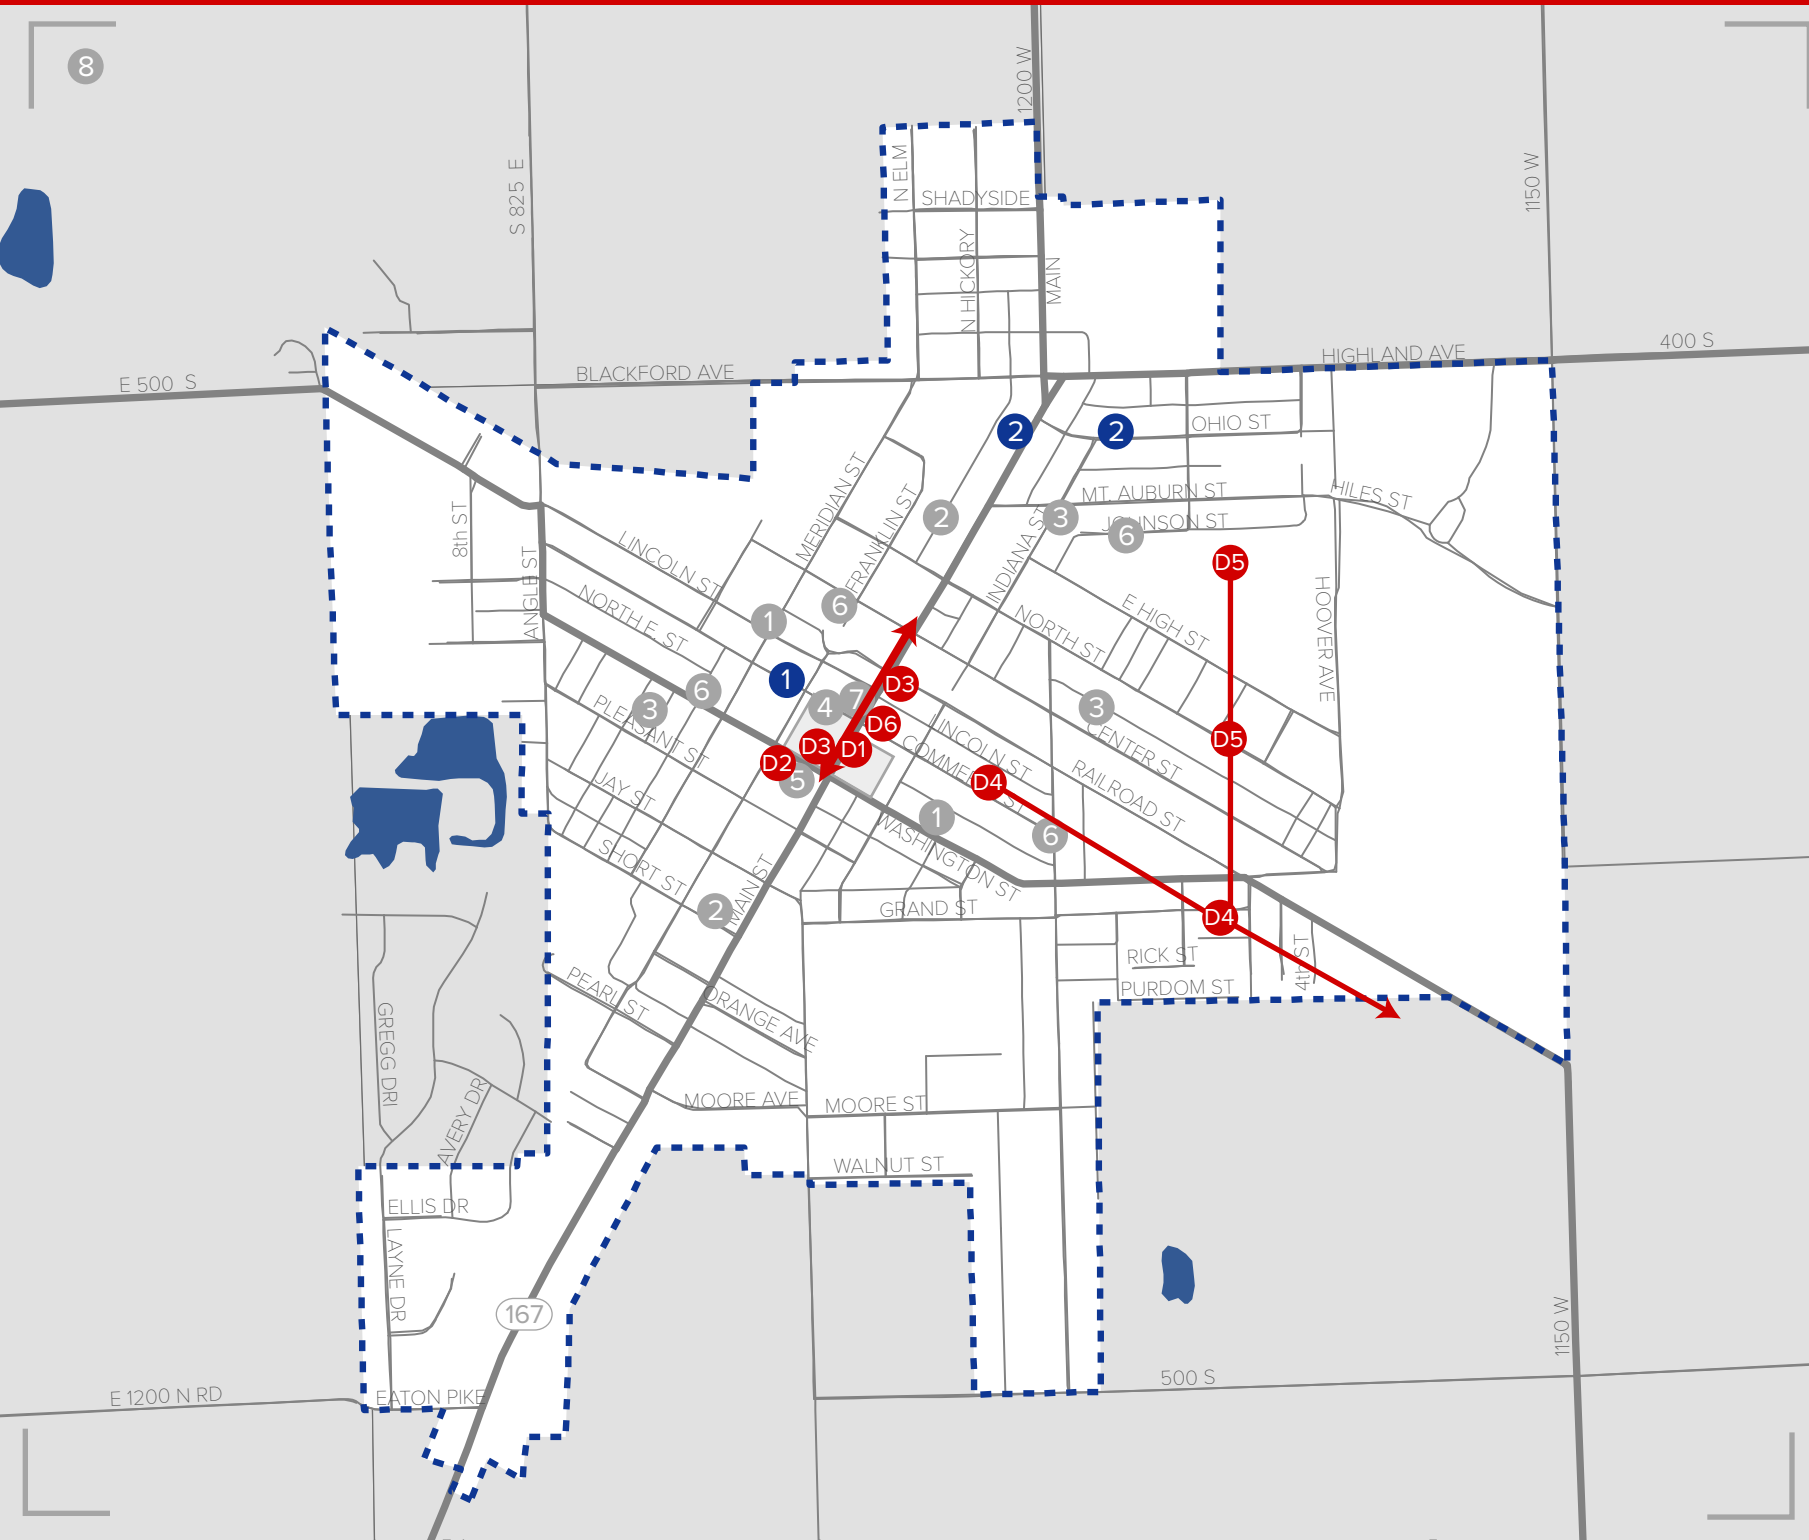 8
1200 W
S 825 E
1150 W
N ELM
SHADYSIDE
N HICKORY
MAIN
400 S
HIGHLAND AVE
BLACKFORD AVE
E 500 S
2
2
OHIO ST
MERIDIAN ST
FRANKLIN ST
MT. AUBURN ST
HILES ST
8th ST
2
3
JOHNSON ST
6
INDIANA ST
LINCOLN ST
ANGLE ST
D5
NORTH E. ST
6
1
E HIGH ST
HOOVER AVE
NORTH ST
1
D3
6
3
4
7
3
PLEASANT ST
D6
LINCOLN ST
CENTER ST
D5
D3
D1
D2
5
COMME
ST
D4
RAILROAD ST
JAY ST
1
6
WASHINGTON ST
SHORT ST
MAIN ST
2
GRAND ST
D4
RICK ST
4th ST
PURDOM ST
PEARL ST
ORANGE AVE
GREGG DRI
AVERY DR
MOORE AVE
MOORE ST
WALNUT ST
ELLIS DR
LAYNE DR
167
1150 W
500 S
E 1200 N RD
EATON PIKE